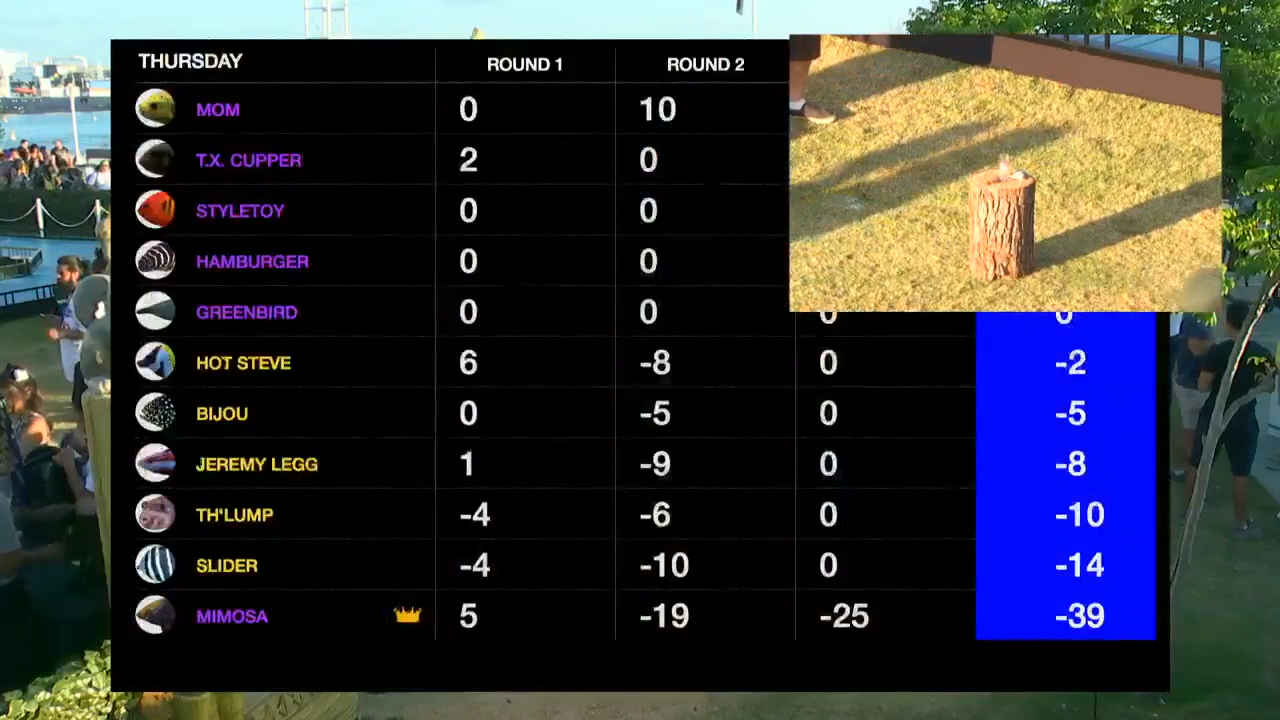 THURSDAY ROUND 1 ROUND 2
MOM 0 10
T.X. CUPPER 2 0
STYLETOY 0 0
HAMBURGER 0 0
GREENBIRD 0 0 0 0
HOT STEVE 6 -8 0 -2
BIJOU 0 -5 0 -5
JEREMY LEGG 1 -9 0 -8
TH'LUMP -4 -6 0 -10
SLIDER -4 -10 0 -14
MIMOSA 5 -19 -25 -39